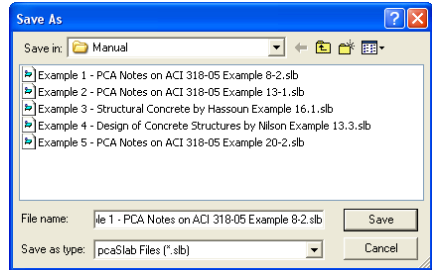 Save As
Save in: Manual
Example 1 - PCA Notes on ACI 318-05 Example 8-2.slb
Example 2 - PCA Notes on ACI 318-05 Example 13-1.slb
Example 3 - Structural Concrete by Hassoun Example 16.1.slb
Example 4 - Design of Concrete Structures by Nilson Example 13.3.slb
Example 5 - PCA Notes on ACI 318-05 Example 20-2.slb
File name: le 1 - PCA Notes on ACI 318-05 Example 8-2.slb Save
Save as type: pcaSlab Files (*.slb) Cancel